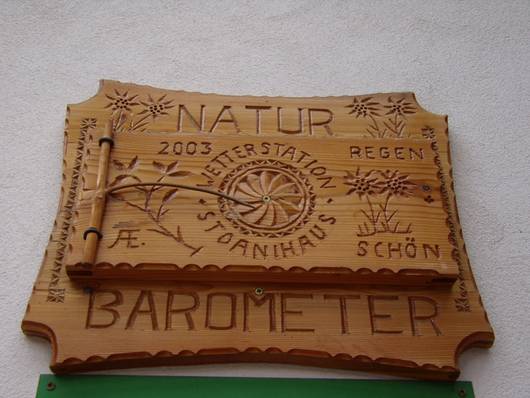 NATUR
2003
REGEN
WETTERSTATION
STOANIHAUS
Æ.
SCHÖN
BAROMETER